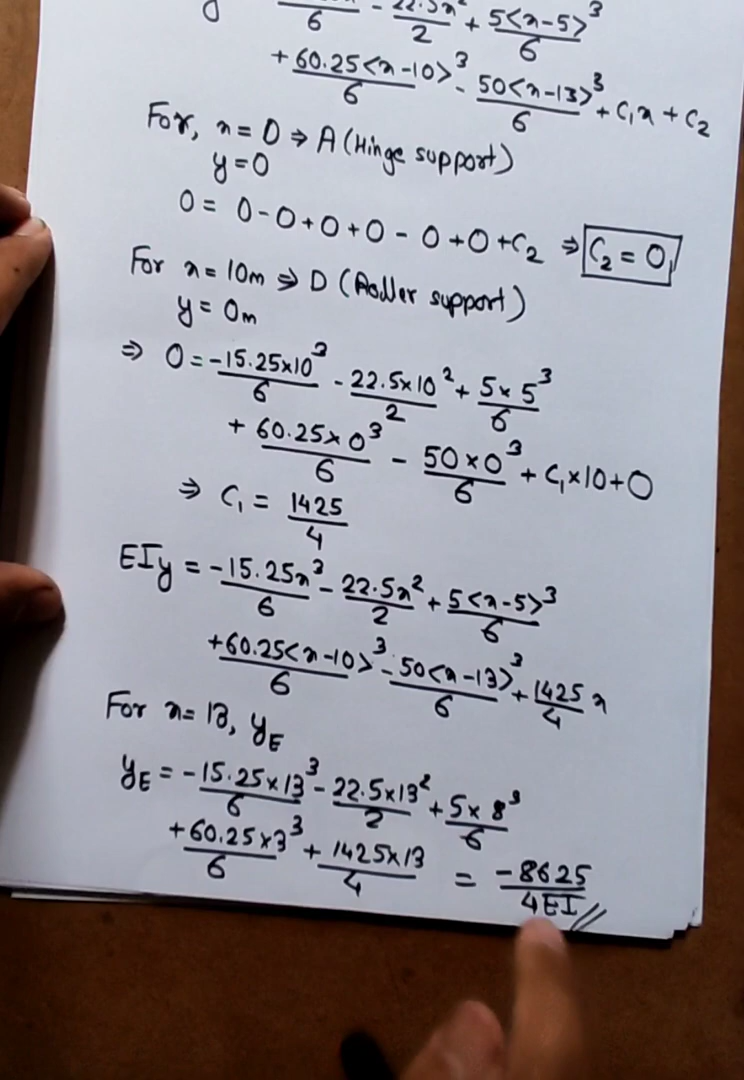 y 6 - 22.5x²/2 + 5<x-5>³/6
+ 60.25<x-10>³/6 - 50<x-13>³/6 + C₁x + C₂
For, x = 0 ⇒ A (Hinge support)
y = 0
0 = 0 - 0 + 0 + 0 - 0 + 0 + C₂ ⇒ C₂ = 0,
For x = 10m ⇒ D (Roller support)
y = 0m
⇒ 0 = -15.25×10³/6 - 22.5×10²/2 + 5×5³/6
+ 60.25×0³/6 - 50×0³/6 + C₁×10 + 0
⇒ C₁ = 1425/4
EIy = -15.25x³/6 - 22.5x²/2 + 5<x-5>³/6
+60.25<x-10>³/6 - 50<x-13>³/6 + 1425/4 x
For x = 13, yE
yE = -15.25×13³/6 - 22.5×13²/2 + 5×8³/6
+60.25×3³/6 + 1425×13/4 = -8625/4EI //